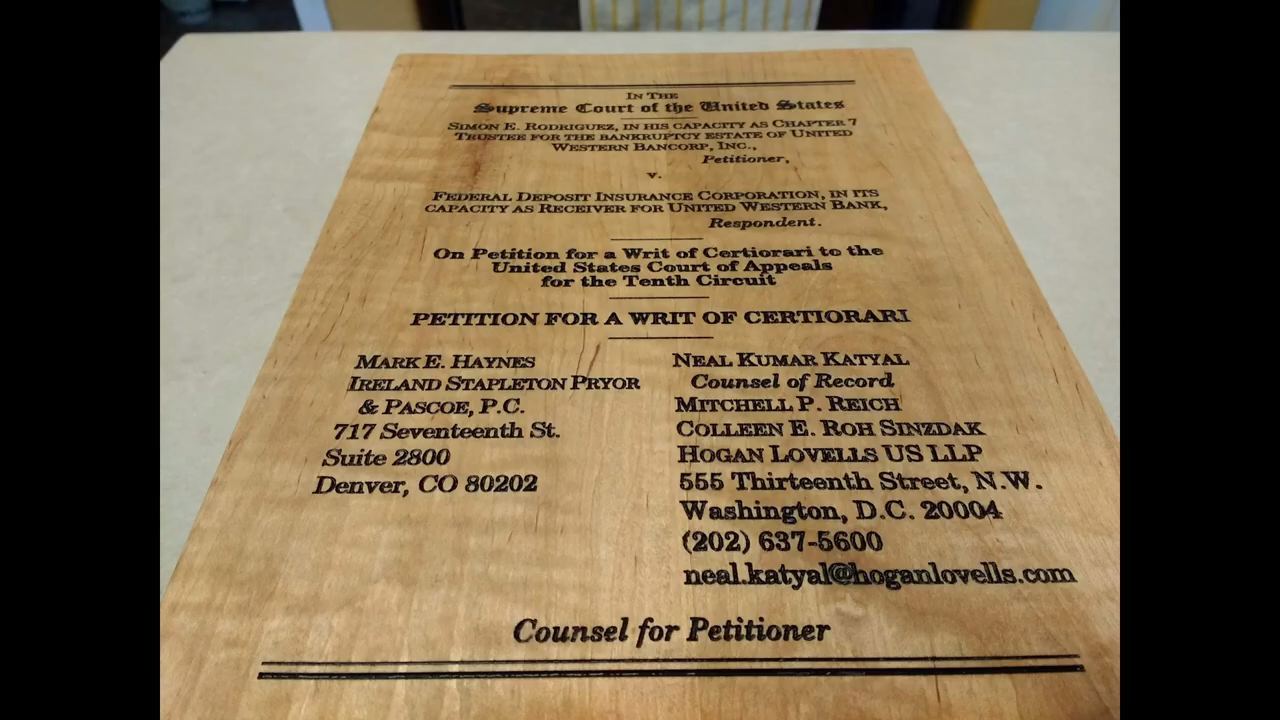 IN THE
Supreme Court of the United States
SIMON E. RODRIGUEZ, IN HIS CAPACITY AS CHAPTER 7
TRUSTEE FOR THE BANKRUPTCY ESTATE OF UNITED
WESTERN BANCORP, INC.,
Petitioner,
v.
FEDERAL DEPOSIT INSURANCE CORPORATION, IN ITS
CAPACITY AS RECEIVER FOR UNITED WESTERN BANK,
Respondent.
On Petition for a Writ of Certiorari to the
United States Court of Appeals
for the Tenth Circuit
PETITION FOR A WRIT OF CERTIORARI
MARK E. HAYNES
IRELAND STAPLETON PRYOR
& PASCOE, P.C.
717 Seventeenth St.
Suite 2800
Denver, CO 80202
NEAL KUMAR KATYAL
Counsel of Record
MITCHELL P. REICH
COLLEEN E. ROH SINZDAK
HOGAN LOVELLS US LLP
555 Thirteenth Street, N.W.
Washington, D.C. 20004
(202) 637-5600
neal.katyal@hoganlovells.com
Counsel for Petitioner